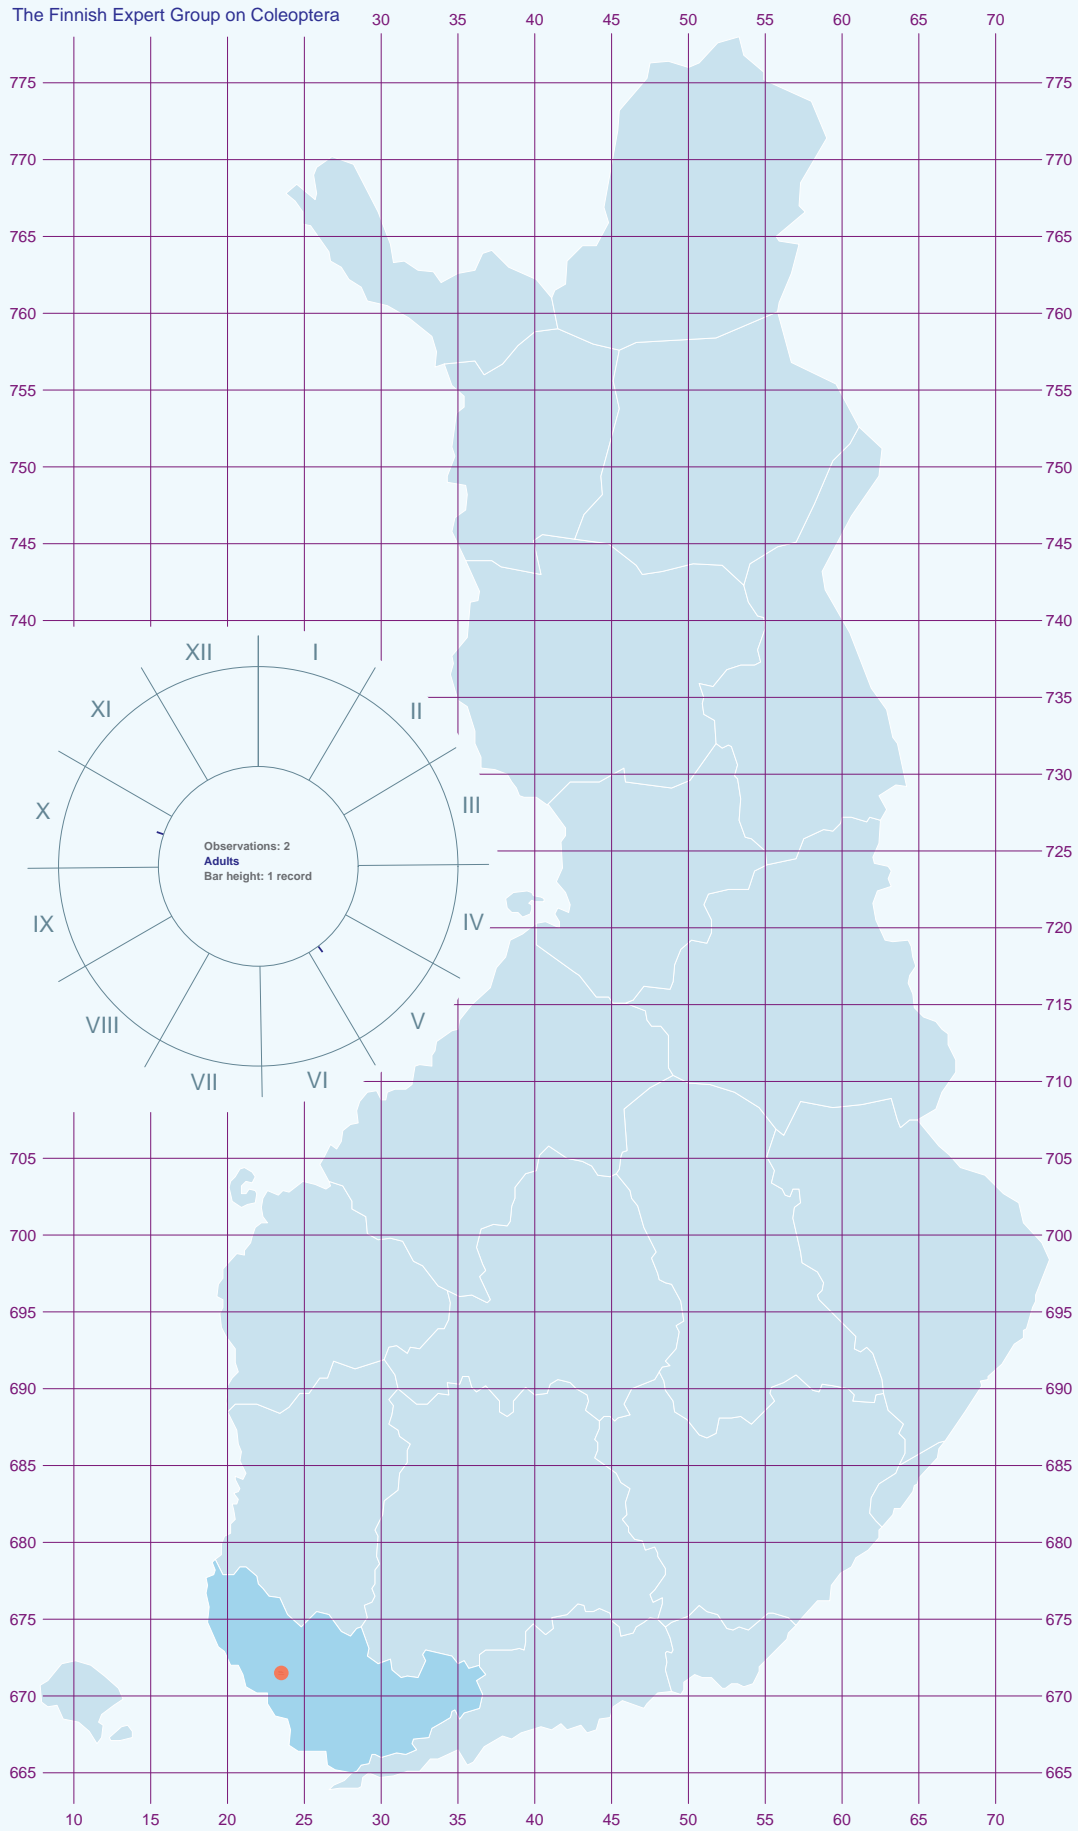 The Finnish Expert Group on Coleoptera 30 35 40 45 50 55 60 65 70
775 775
770 770
765 765
760 760
755 755
750 750
745 745
740 740
XII I
XI II
735
730
X III
725
Observations: 2
Adults
Bar height: 1 record
IX IV 720
VIII V
715
VII VI
710
705 705
700 700
695 695
690 690
685 685
680 680
675 675
670 670
665 665
10 15 20 25 30 35 40 45 50 55 60 65 70